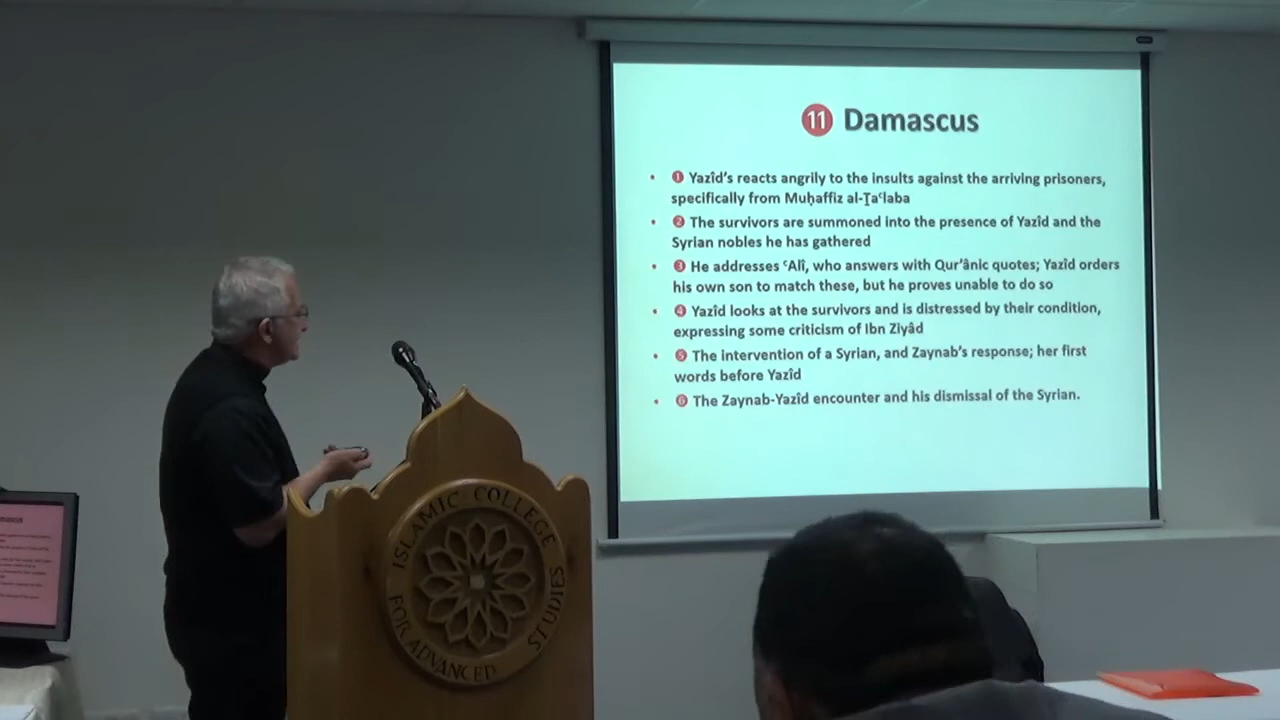 11 Damascus
• 1 Yazîd's reacts angrily to the insults against the arriving prisoners,
specifically from Muḥaffiz al-Ṯaʿlaba
• 2 The survivors are summoned into the presence of Yazîd and the
Syrian nobles he has gathered
• 3 He addresses ʿAlî, who answers with Qur'ânic quotes; Yazîd orders
his own son to match these, but he proves unable to do so
• 4 Yazîd looks at the survivors and is distressed by their condition,
expressing some criticism of Ibn Ziyâd
• 5 The intervention of a Syrian, and Zaynab's response; her first
words before Yazîd
• 6 The Zaynab-Yazîd encounter and his dismissal of the Syrian.
ISLAMIC COLLEGE
FOR ADVANCED STUDIES